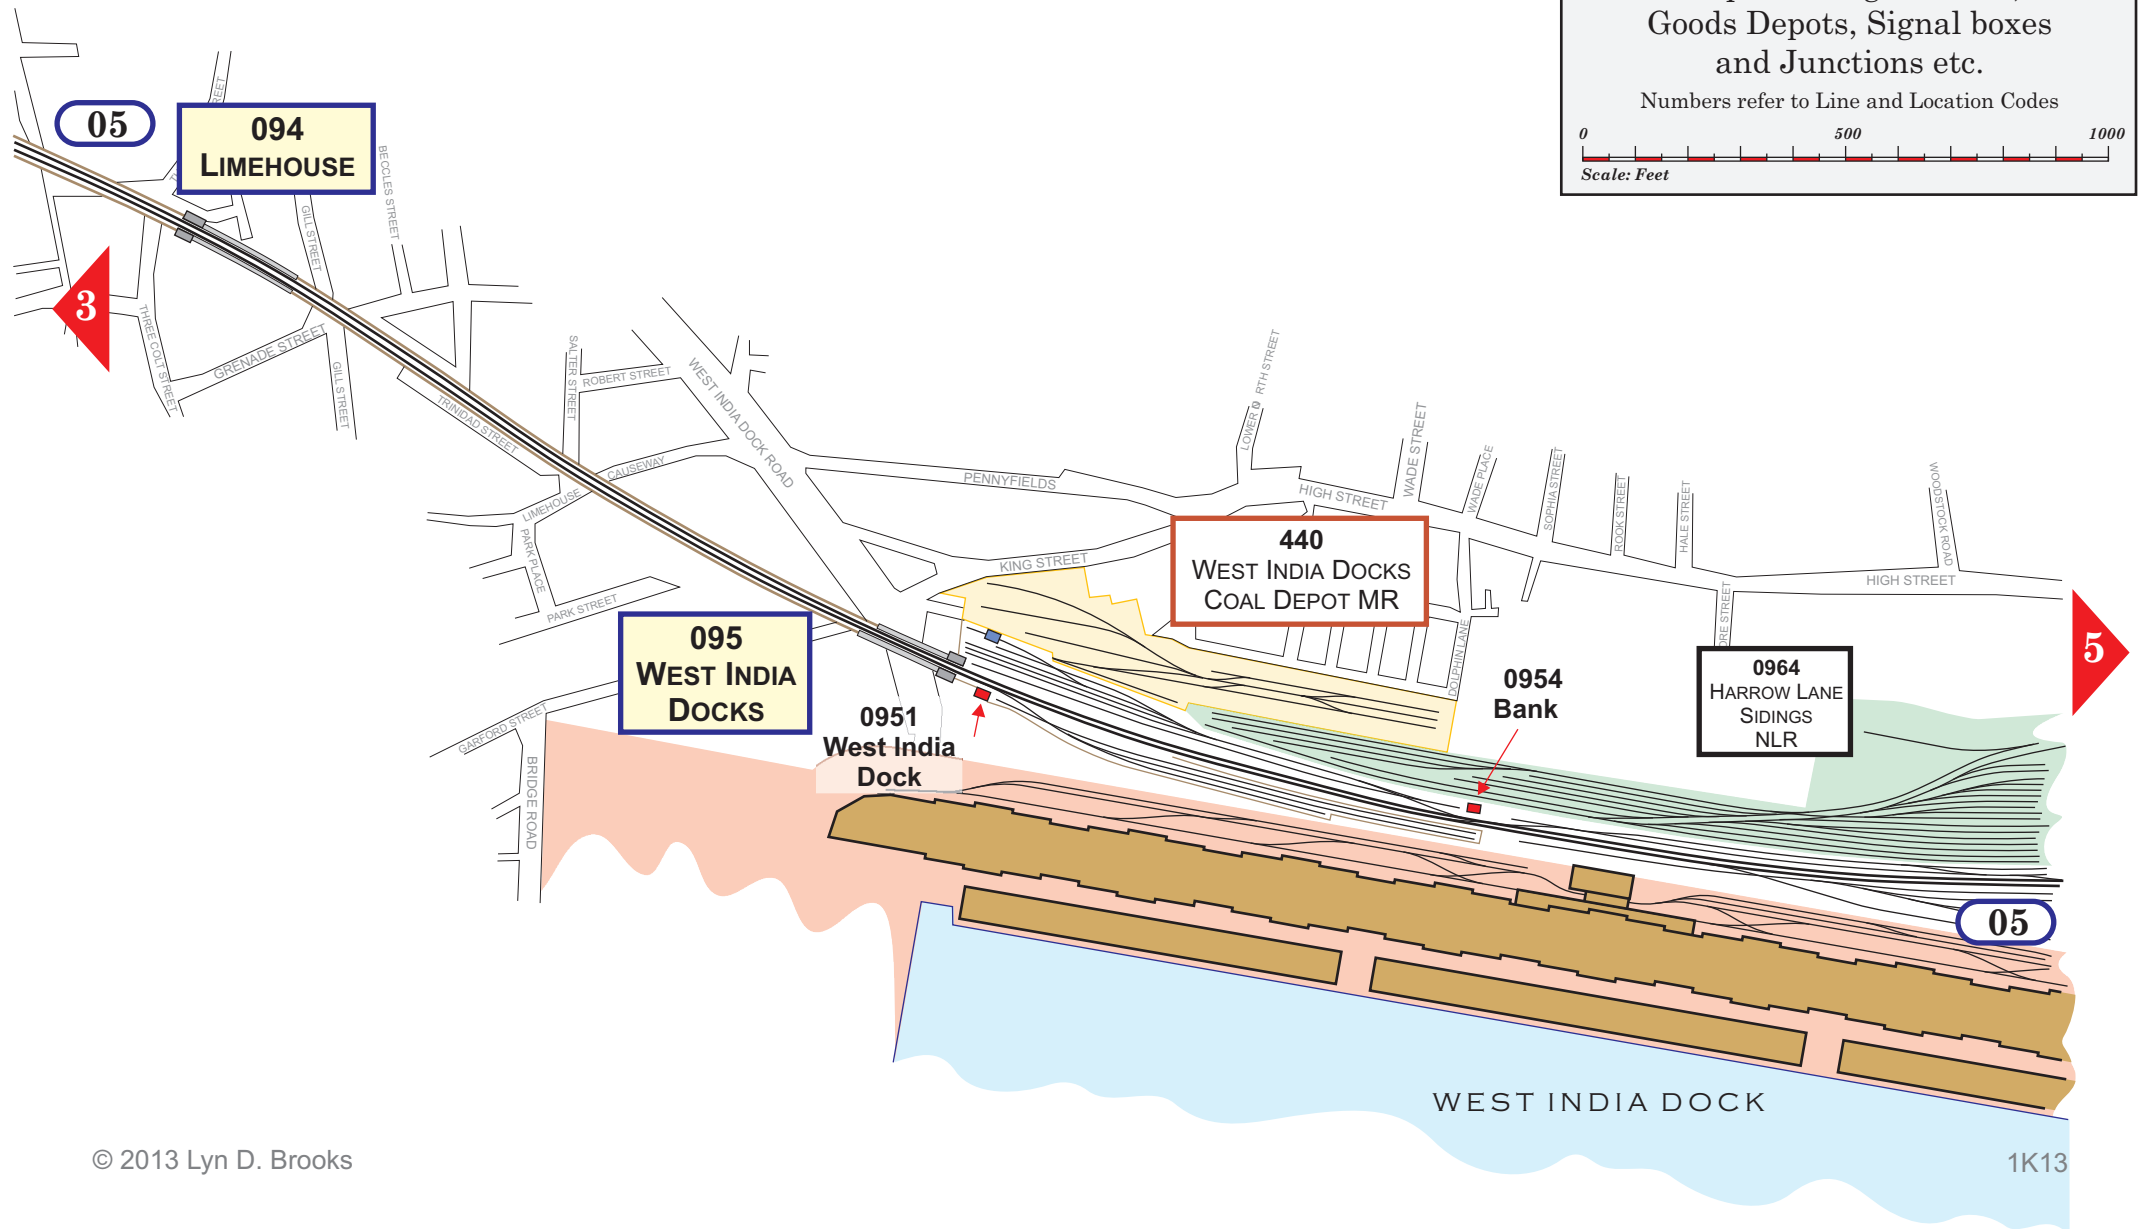 Goods Depots, Signal boxes
and Junctions etc.
Numbers refer to Line and Location Codes
0 500 1000
Scale: Feet
05
094
LIMEHOUSE
3
BECCLES STREET
GILL STREET
THREE COLT STREET
GRENADE STREET
GILL STREET
TRINIDAD STREET
SALTER STREET
ROBERT STREET
WEST INDIA DOCK ROAD
LIMEHOUSE
CAUSEWAY
PARK PLACE
PARK STREET
PENNYFIELDS
KING STREET
LOWER
RTH STREET
HIGH STREET
WADE STREET
WADE PLACE
SOPHIA STREET
ROOK STREET
HALE STREET
WOODSTOCK ROAD
HIGH STREET
DOLPHIN LANE
ORE STREET
440
WEST INDIA DOCKS
COAL DEPOT MR
095
WEST INDIA
DOCKS
GARFORD STREET
BRIDGE ROAD
0951
West India
Dock
0954
Bank
0964
HARROW LANE
SIDINGS
NLR
5
05
WEST INDIA DOCK
© 2013 Lyn D. Brooks
1K13